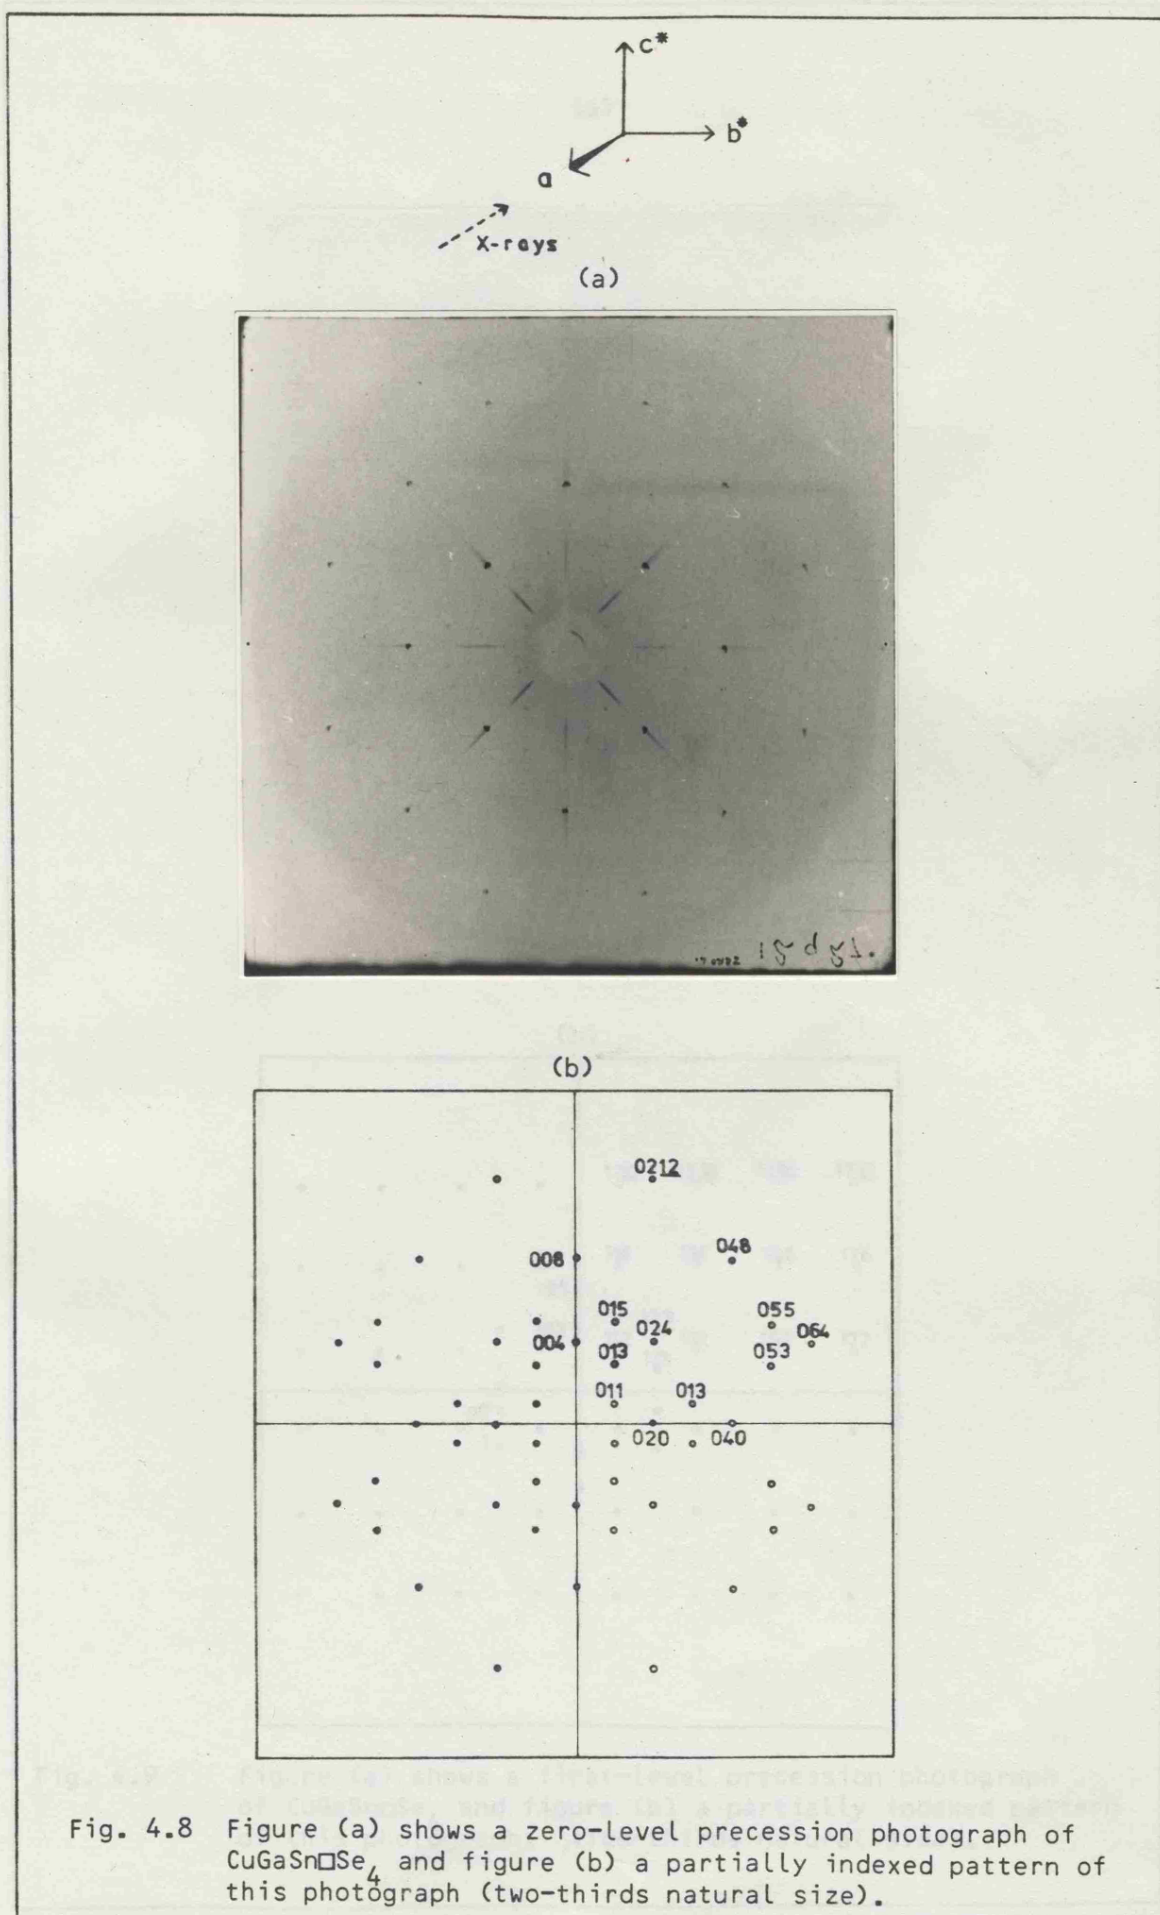 c*
b*
a
X-rays
(a)
(b)
0212
008
048
015
055
004
024
064
013
053
011
013
020
040
Fig. 4.8 Figure (a) shows a zero-level precession photograph of
CuGaSn□Se4 and figure (b) a partially indexed pattern of
this photograph (two-thirds natural size).